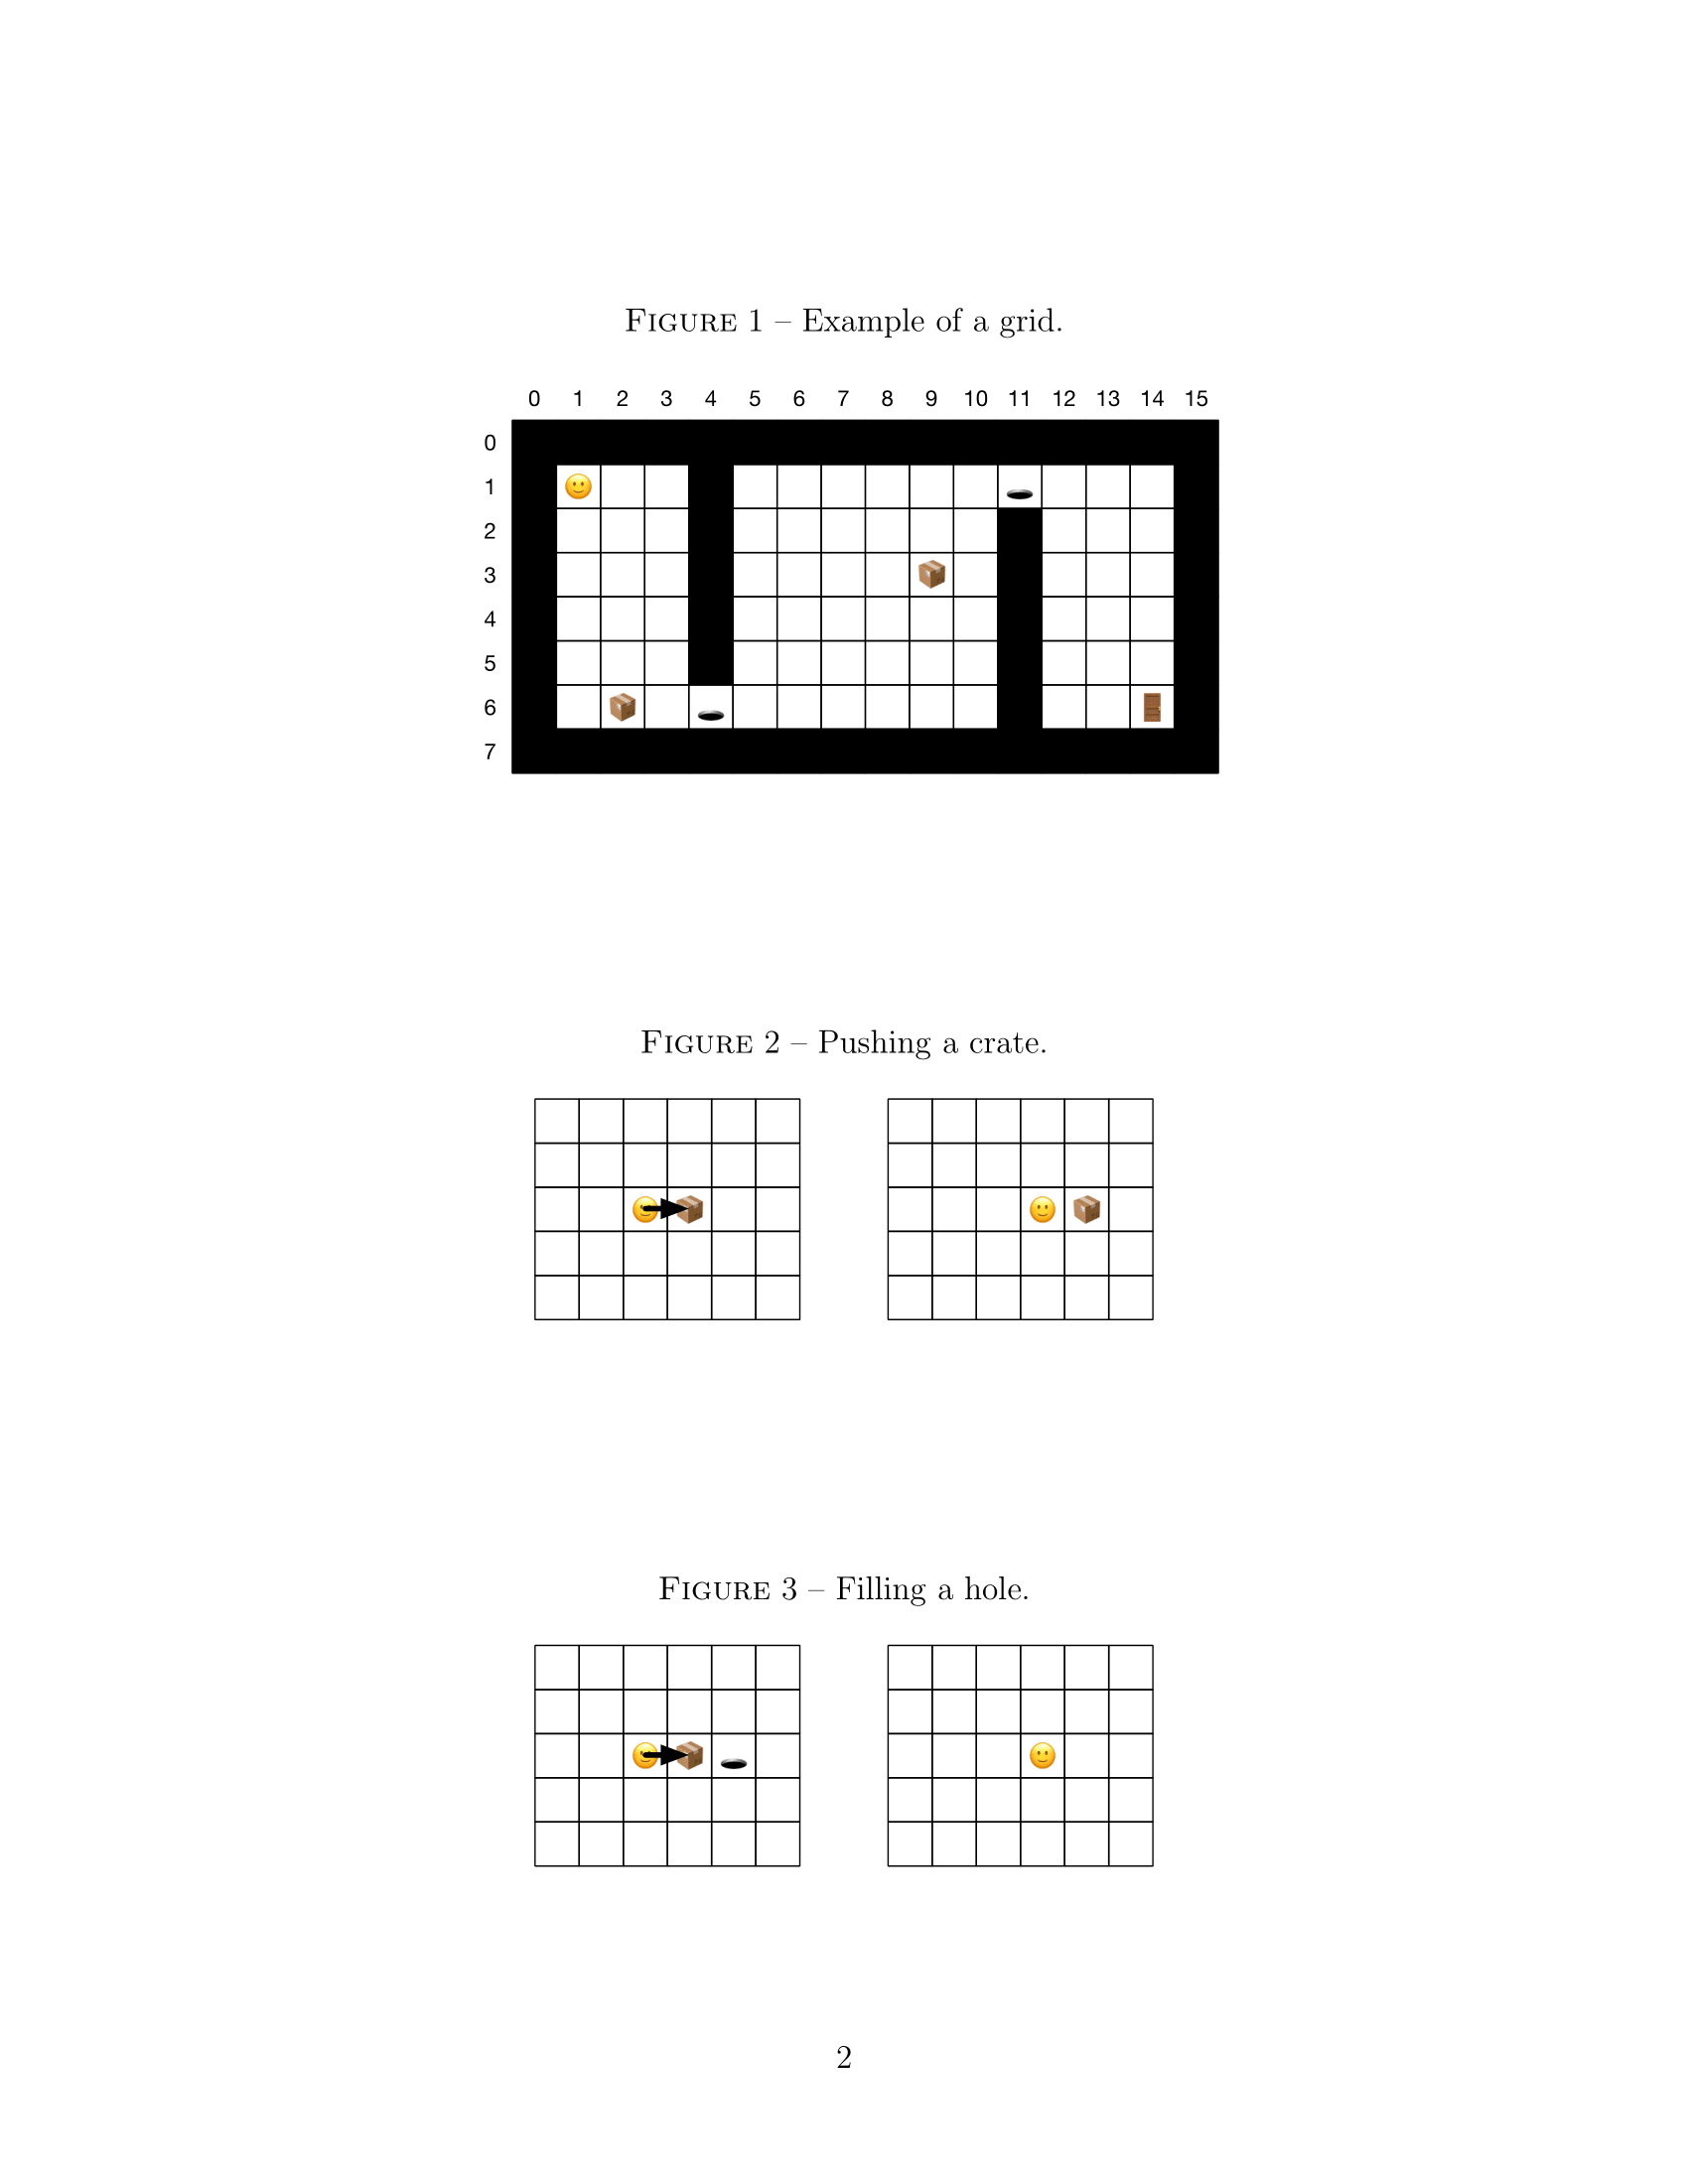 FIGURE 1 – Example of a grid.
0 1 2 3 4 5 6 7 8 9 10 11 12 13 14 15
0
1
2
3
4
5
6
7
FIGURE 2 – Pushing a crate.
FIGURE 3 – Filling a hole.
2